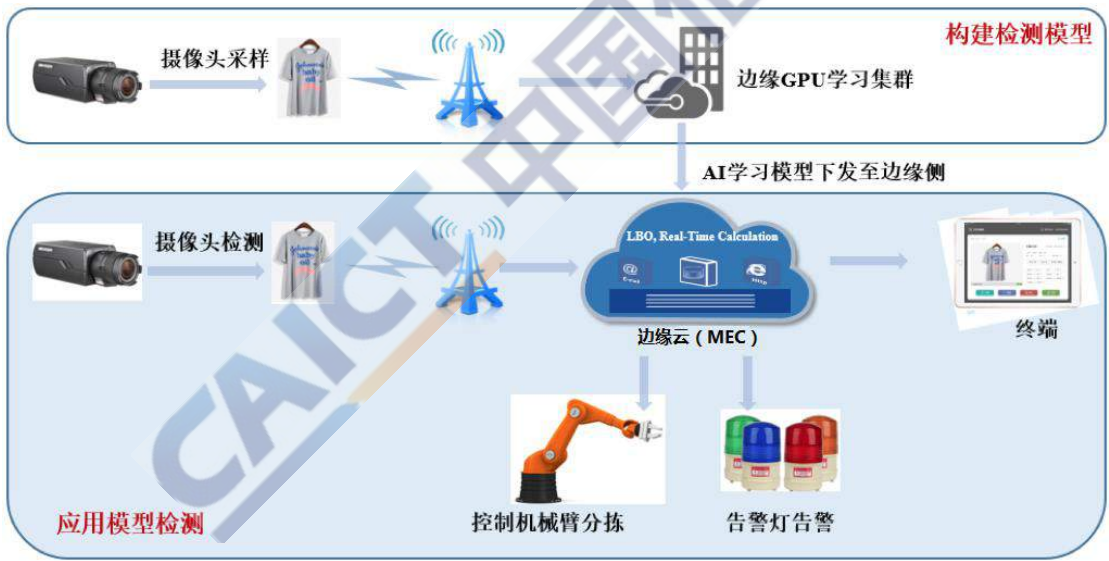 构建检测模型
摄像头采样
边缘GPU学习集群
AI学习模型下发至边缘侧
摄像头检测
LBO, Real-Time Calculation
E-mail
边缘云（MEC）
终端
控制机械臂分拣
告警灯告警
应用模型检测
CAICT 中国信